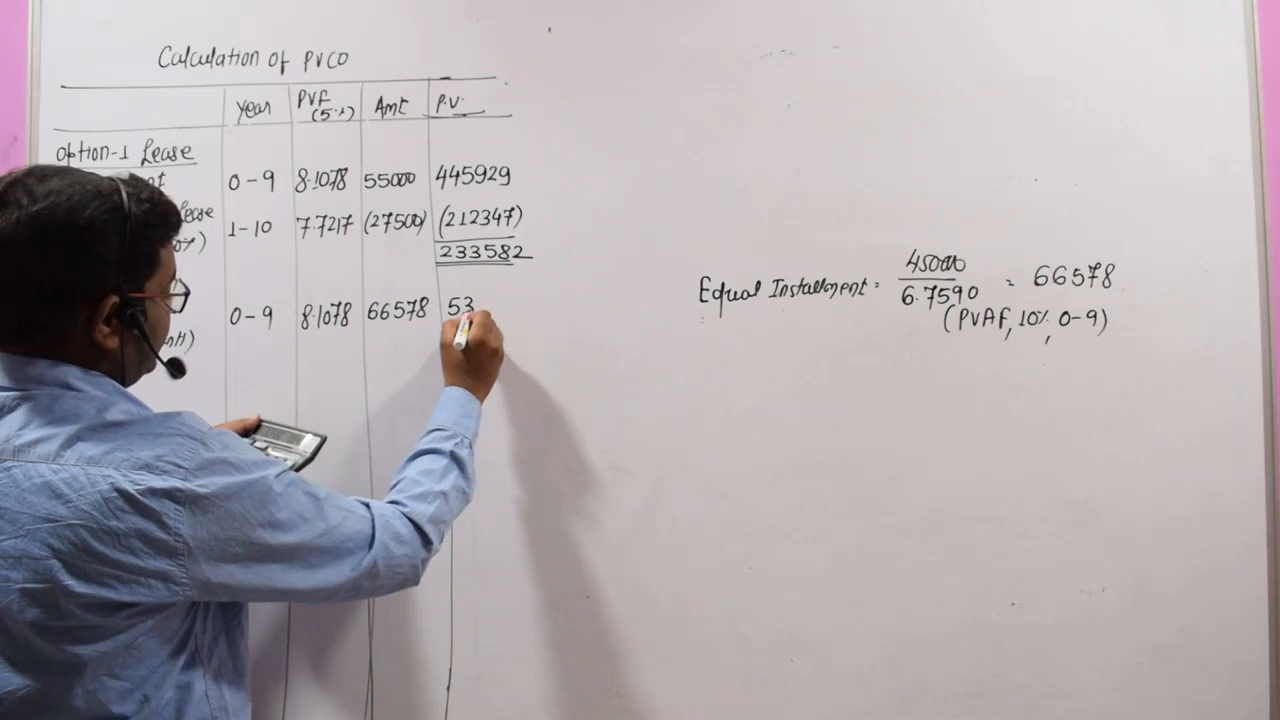 Calculation of PVCO
Year PVF (5%) Amt P.V.
Option-1 Lease
0-9 8.1078 55000 445929
Lease 1-10 7.7217 (27500) (212347)
233582
0-9 8.1078 66578 53
Equal Installment = 45000 / 6.7590 = 66578
(PVAF, 10%, 0-9)